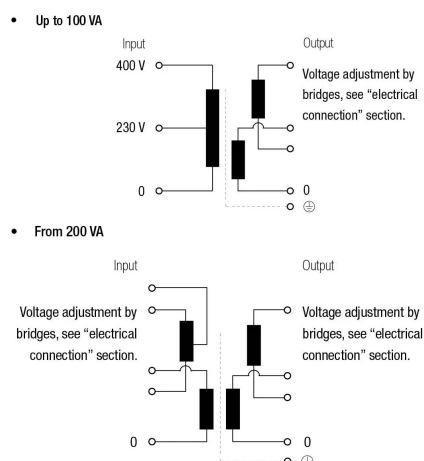 • Up to 100 VA
Input
Output
400 V
Voltage adjustment by
bridges, see “electrical
connection” section.
230 V
0
0
• From 200 VA
Input
Output
Voltage adjustment by
bridges, see “electrical
connection” section.
Voltage adjustment by
bridges, see “electrical
connection” section.
0
0